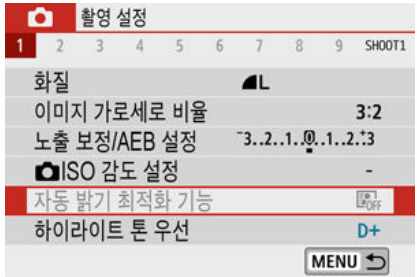 촬영 설정
1 2 3 4 5 6 7 8 9 SHOOT1
화질 L
이미지 가로세로 비율 3:2
노출 보정/AEB 설정 ⁻3..2..1..0..1..2..⁺3
ISO 감도 설정 -
자동 밝기 최적화 기능 OFF
하이라이트 톤 우선 D+
MENU